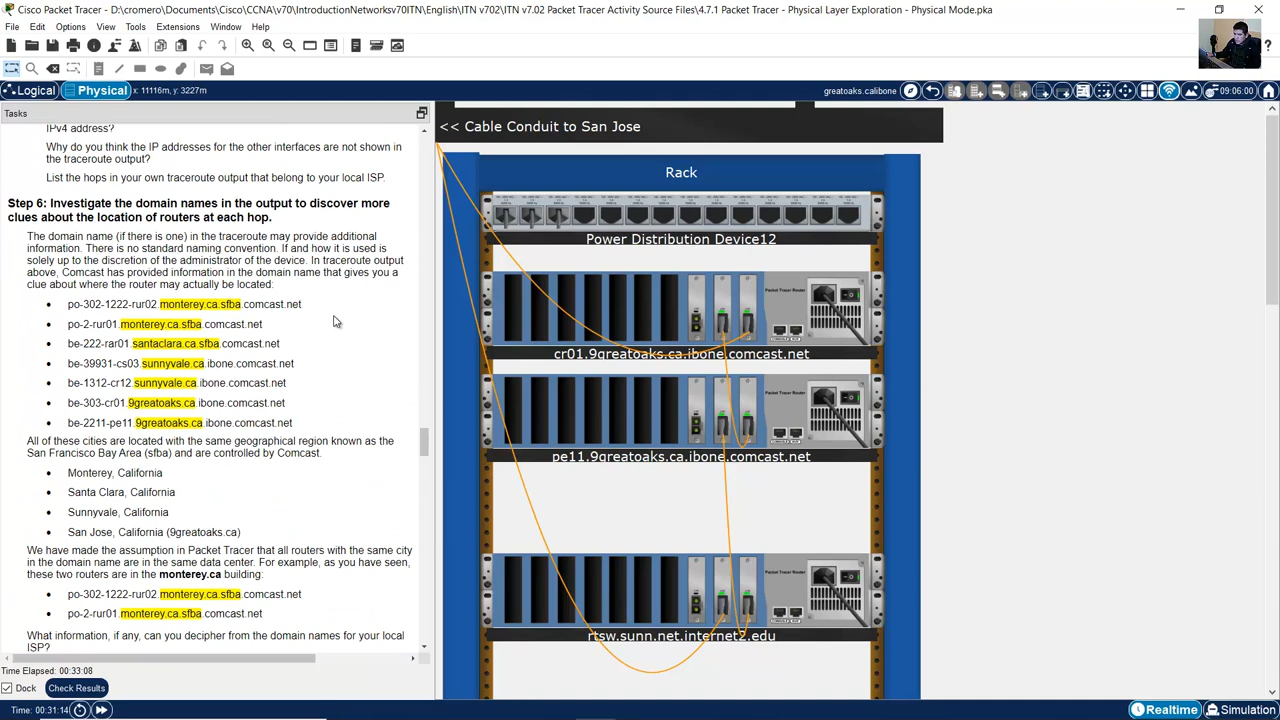 Cisco Packet Tracer - D:\cromero\Documents\Cisco\CCNA\v70\IntroductionNetworksv70ITN\English\ITN v702\ITN v7.02 Packet Tracer Activity Source Files\4.7.1 Packet Tracer - Physical Layer Exploration - Physical Mode.pka
File Edit Options View Tools Extensions Window Help
Logical Physical x: 11116m, y: 3227m greatoaks.calibone 09:06:00
Tasks
IPv4 address?
Why do you think the IP addresses for the other interfaces are not shown in
the traceroute output?
List the hops in your own traceroute output that belong to your local ISP.
Step 6: Investigate the domain names in the output to discover more
clues about the location of routers at each hop.
The domain name (if there is one) in the traceroute may provide additional
information. There is no standard naming convention. If and how it is used is
solely up to the discretion of the administrator of the device. In traceroute output
above, Comcast has provided information in the domain name that gives you a
clue about where the router may actually be located:
• po-302-1222-rur02.monterey.ca.sfba.comcast.net
• po-2-rur01.monterey.ca.sfba.comcast.net
• be-222-rar01.santaclara.ca.sfba.comcast.net
• be-39931-cs03.sunnyvale.ca.ibone.comcast.net
• be-1312-cr12.sunnyvale.ca.ibone.comcast.net
• be-303-cr01.9greatoaks.ca.ibone.comcast.net
• be-2211-pe11.9greatoaks.ca.ibone.comcast.net
All of these cities are located with the same geographical region known as the
San Francisco Bay Area (sfba) and are controlled by Comcast.
• Monterey, California
• Santa Clara, California
• Sunnyvale, California
• San Jose, California (9greatoaks.ca)
We have made the assumption in Packet Tracer that all routers with the same city
in the domain name are in the same data center. For example, as you have seen,
these two routers are in the monterey.ca building:
• po-302-1222-rur02.monterey.ca.sfba.comcast.net
• po-2-rur01.monterey.ca.sfba.comcast.net
What information, if any, can you decipher from the domain names for your local
ISP?
Time Elapsed: 00:33:08
Dock Check Results
Time: 00:31:14
Realtime Simulation
<< Cable Conduit to San Jose
Rack
Power Distribution Device12
Packet Tracer Router
cr01.9greatoaks.ca.ibone.comcast.net
Packet Tracer Router
pe11.9greatoaks.ca.ibone.comcast.net
Packet Tracer Router
rtsw.sunn.net.internet2.edu